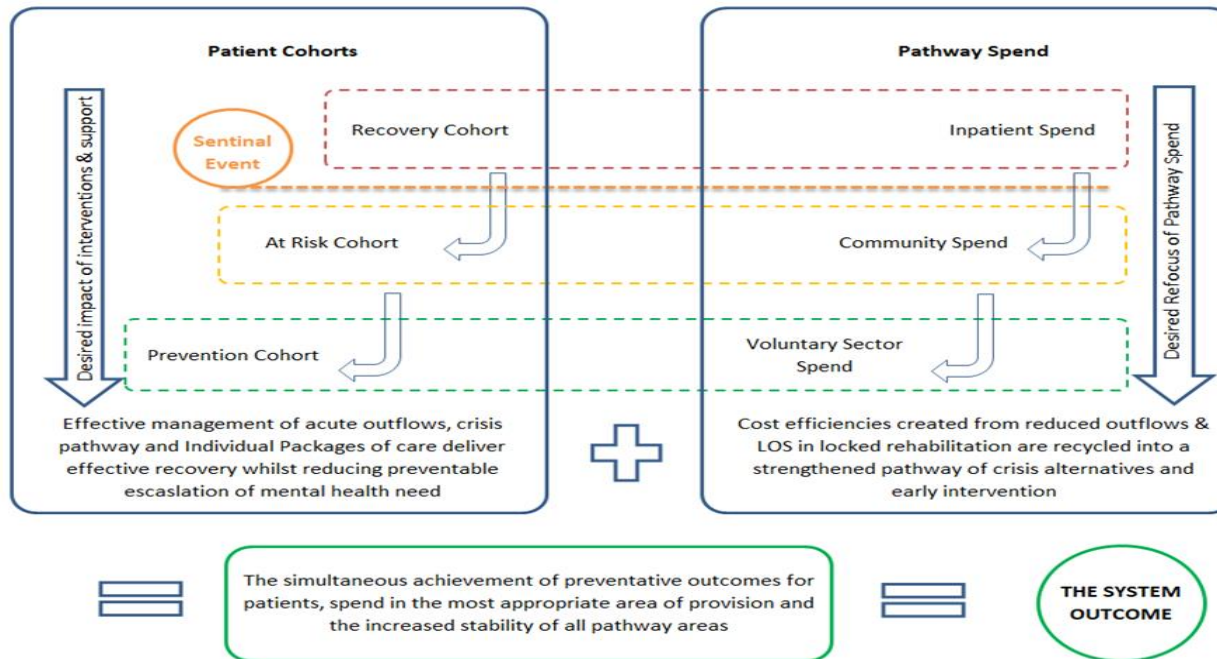 Patient Cohorts
Desired impact of interventions & support
Sentinal
Event
Recovery Cohort
At Risk Cohort
Prevention Cohort
Effective management of acute outflows, crisis
pathway and Individual Packages of care deliver
effective recovery whilst reducing preventable
escaslation of mental health need
Pathway Spend
Inpatient Spend
Community Spend
Voluntary Sector
Spend
Desired Refocus of Pathway Spend
Cost efficiencies created from reduced outflows &
LOS in locked rehabilitation are recycled into a
strengthened pathway of crisis alternatives and
early intervention
The simultaneous achievement of preventative outcomes for
patients, spend in the most appropriate area of provision and
the increased stability of all pathway areas
THE SYSTEM
OUTCOME